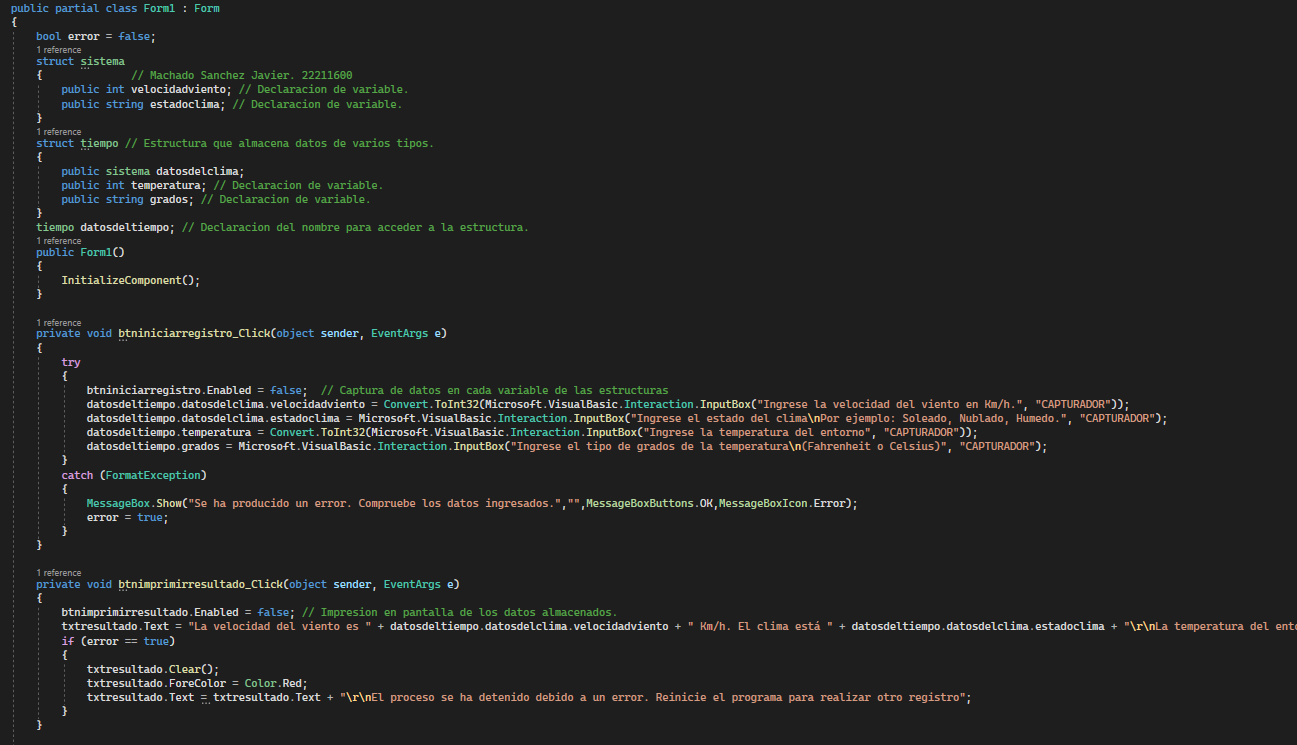 public partial class Form1 : Form
{
bool error = false;
1 reference
struct sistema
{ // Machado Sanchez Javier. 22211600
public int velocidadviento; // Declaracion de variable.
public string estadoclima; // Declaracion de variable.
}
1 reference
struct tiempo // Estructura que almacena datos de varios tipos.
{
public sistema datosdelclima;
public int temperatura; // Declaracion de variable.
public string grados; // Declaracion de variable.
}
tiempo datosdeltiempo; // Declaracion del nombre para acceder a la estructura.
1 reference
public Form1()
{
InitializeComponent();
}
1 reference
private void btniniciarregistro_Click(object sender, EventArgs e)
{
try
{
btniniciarregistro.Enabled = false; // Captura de datos en cada variable de las estructuras
datosdeltiempo.datosdelclima.velocidadviento = Convert.ToInt32(Microsoft.VisualBasic.Interaction.InputBox("Ingrese la velocidad del viento en Km/h.", "CAPTURADOR"));
datosdeltiempo.datosdelclima.estadoclima = Microsoft.VisualBasic.Interaction.InputBox("Ingrese el estado del clima\nPor ejemplo: Soleado, Nublado, Humedo.", "CAPTURADOR");
datosdeltiempo.temperatura = Convert.ToInt32(Microsoft.VisualBasic.Interaction.InputBox("Ingrese la temperatura del entorno", "CAPTURADOR"));
datosdeltiempo.grados = Microsoft.VisualBasic.Interaction.InputBox("Ingrese el tipo de grados de la temperatura\n(Fahrenheit o Celsius)", "CAPTURADOR");
}
catch (FormatException)
{
MessageBox.Show("Se ha producido un error. Compruebe los datos ingresados.","",MessageBoxButtons.OK,MessageBoxIcon.Error);
error = true;
}
}
1 reference
private void btnimprimirresultado_Click(object sender, EventArgs e)
{
btnimprimirresultado.Enabled = false; // Impresion en pantalla de los datos almacenados.
txtresultado.Text = "La velocidad del viento es " + datosdeltiempo.datosdelclima.velocidadviento + " Km/h. El clima está " + datosdeltiempo.datosdelclima.estadoclima + "\r\nLa temperatura del ento
if (error == true)
{
txtresultado.Clear();
txtresultado.ForeColor = Color.Red;
txtresultado.Text = txtresultado.Text + "\r\nEl proceso se ha detenido debido a un error. Reinicie el programa para realizar otro registro";
}
}